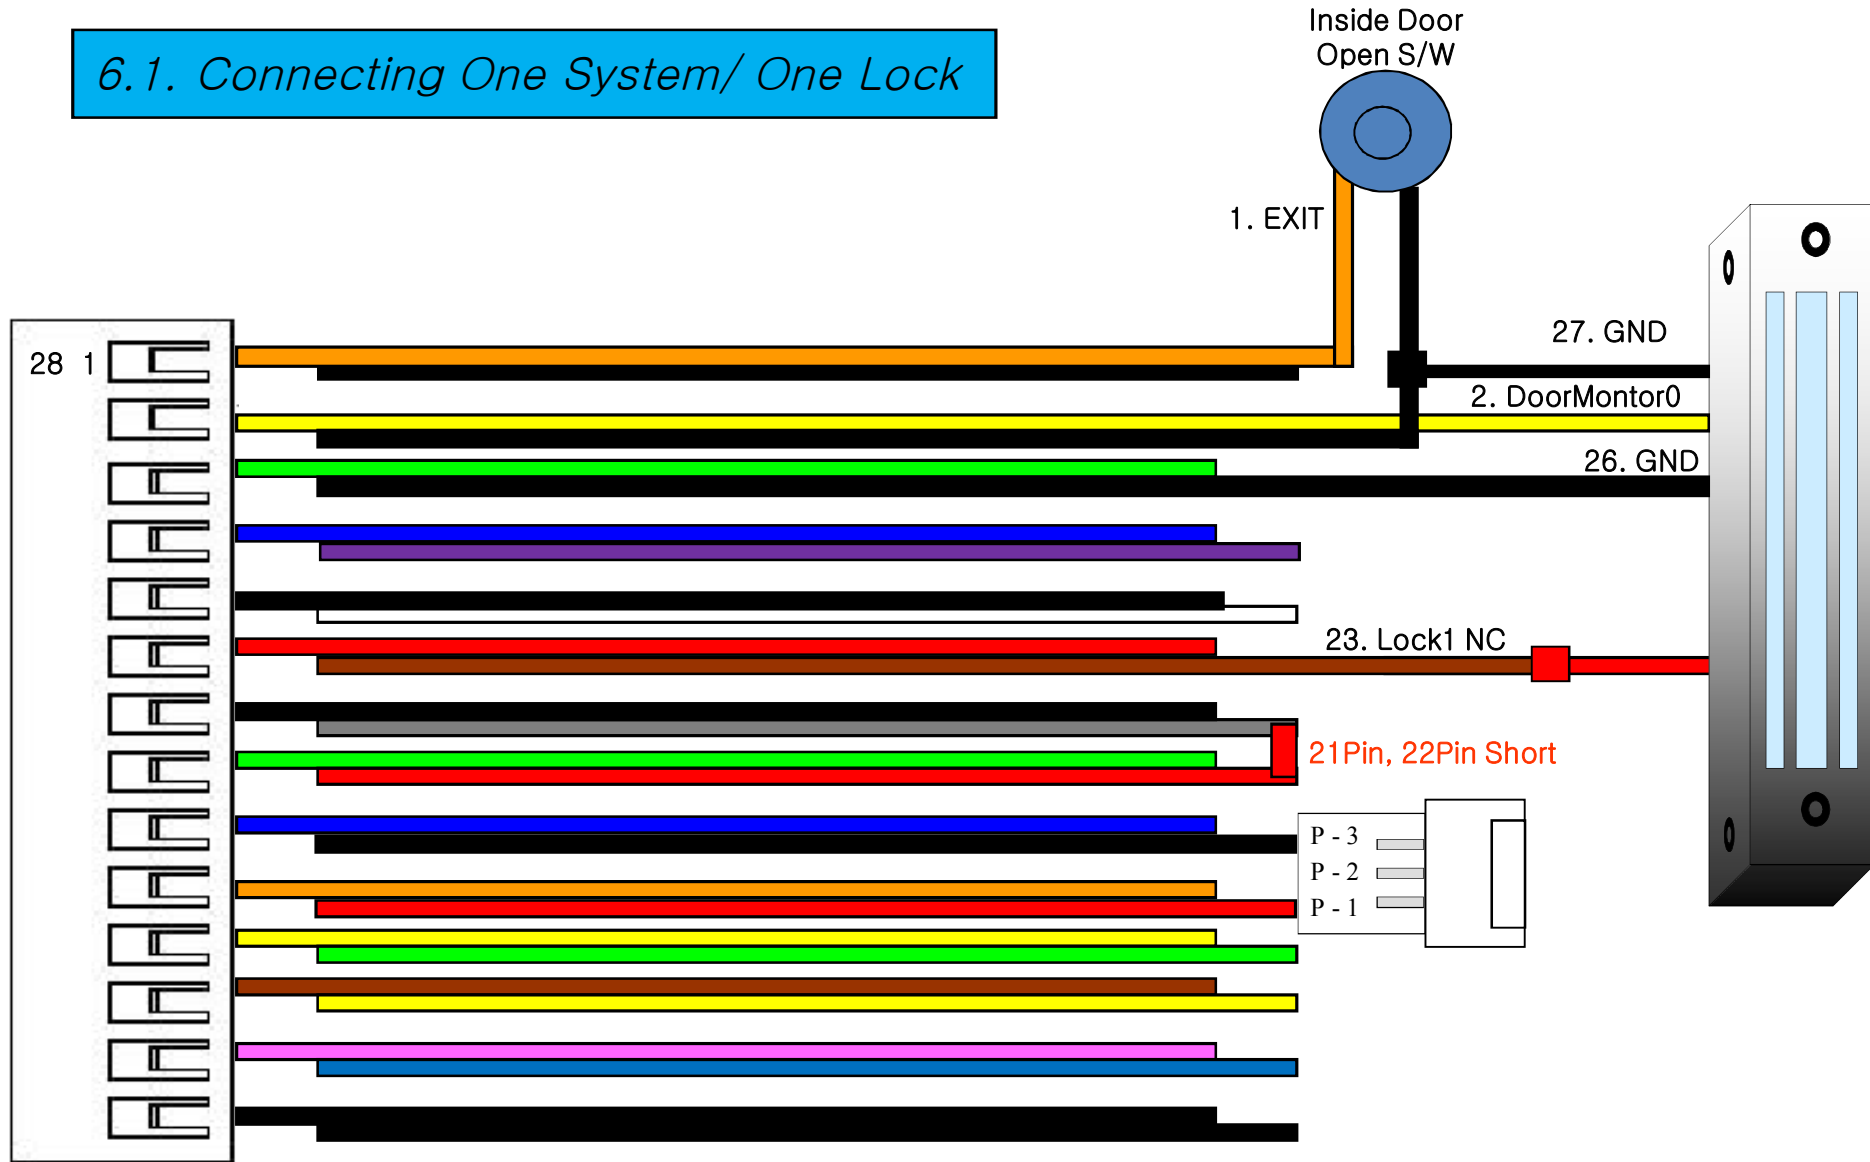 6.1. Connecting One System/ One Lock
Inside Door
Open S/W
1. EXIT
28 1
27. GND
2. DoorMontor0
26. GND
23. Lock1 NC
21Pin, 22Pin Short
P - 3
P - 2
P - 1